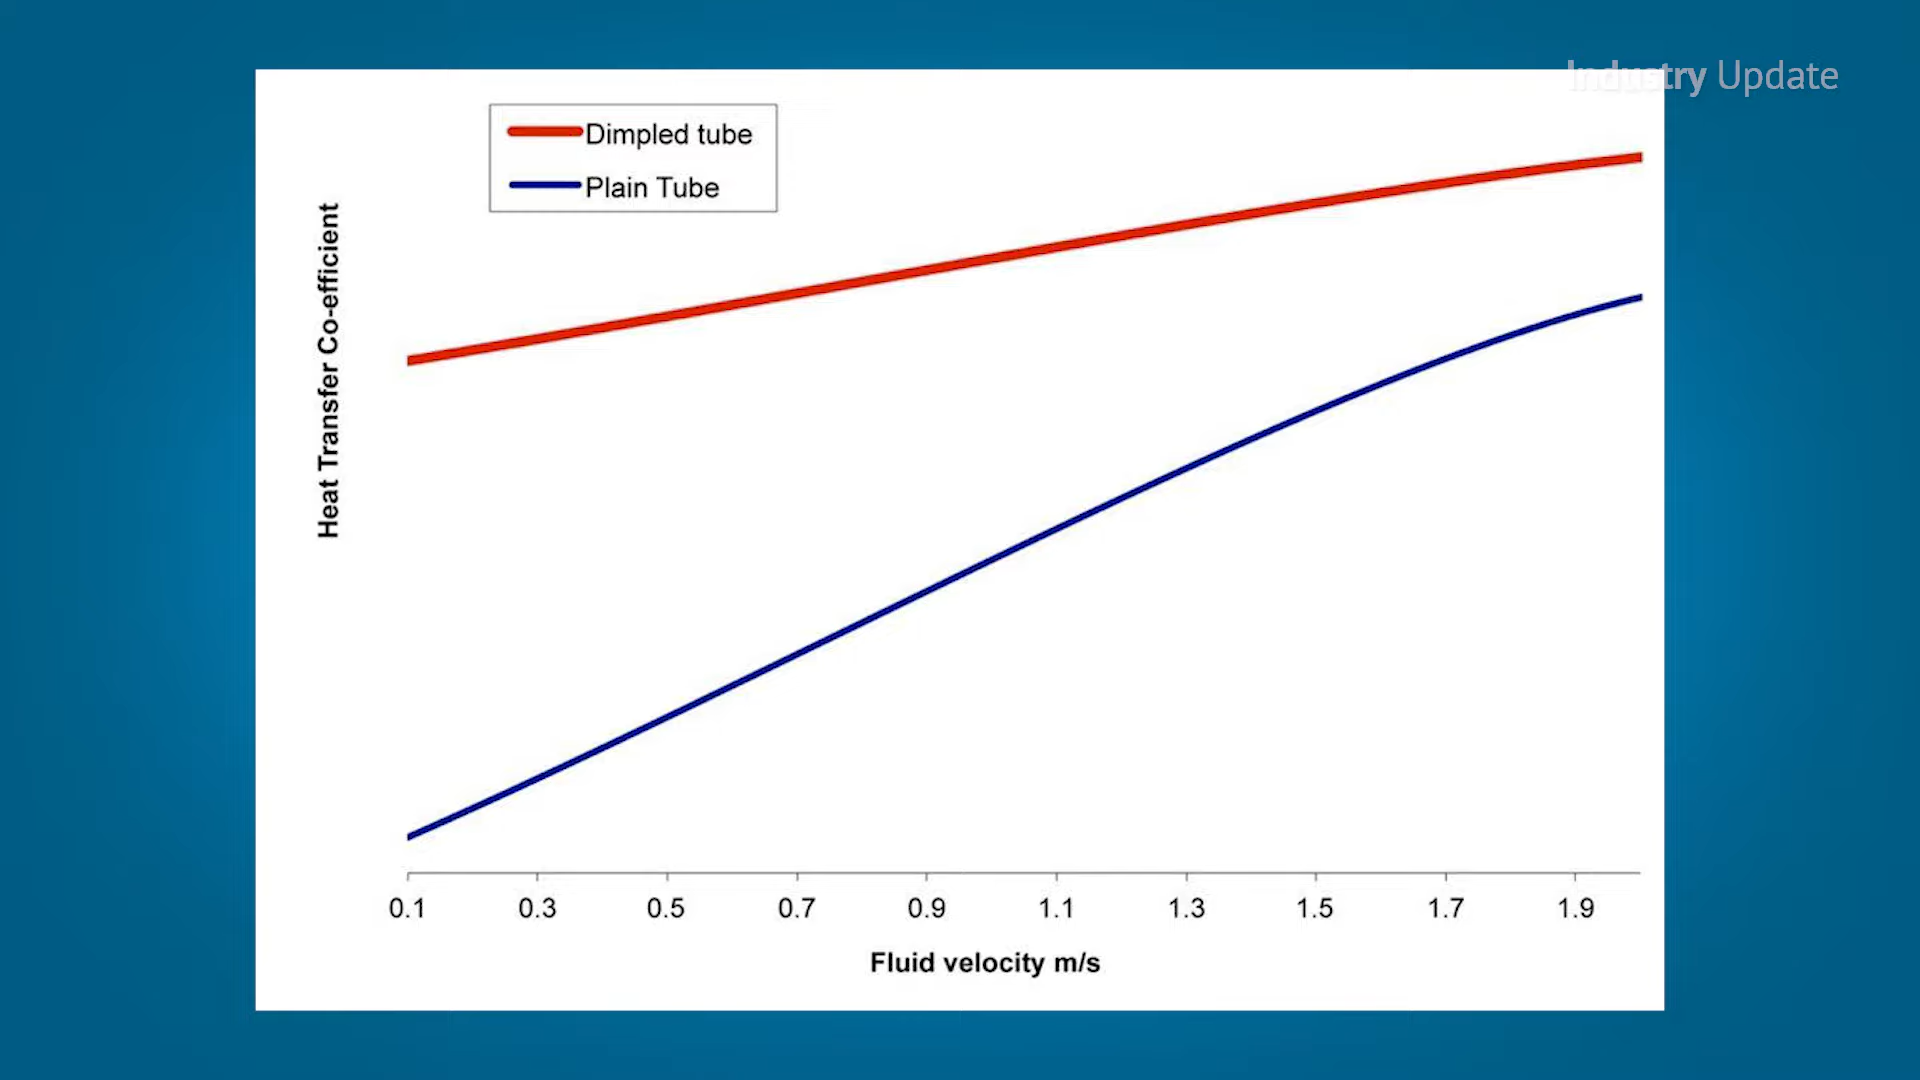 Industry Update
Dimpled tube
Plain Tube
Heat Transfer Co-efficient
0.1 0.3 0.5 0.7 0.9 1.1 1.3 1.5 1.7 1.9
Fluid velocity m/s